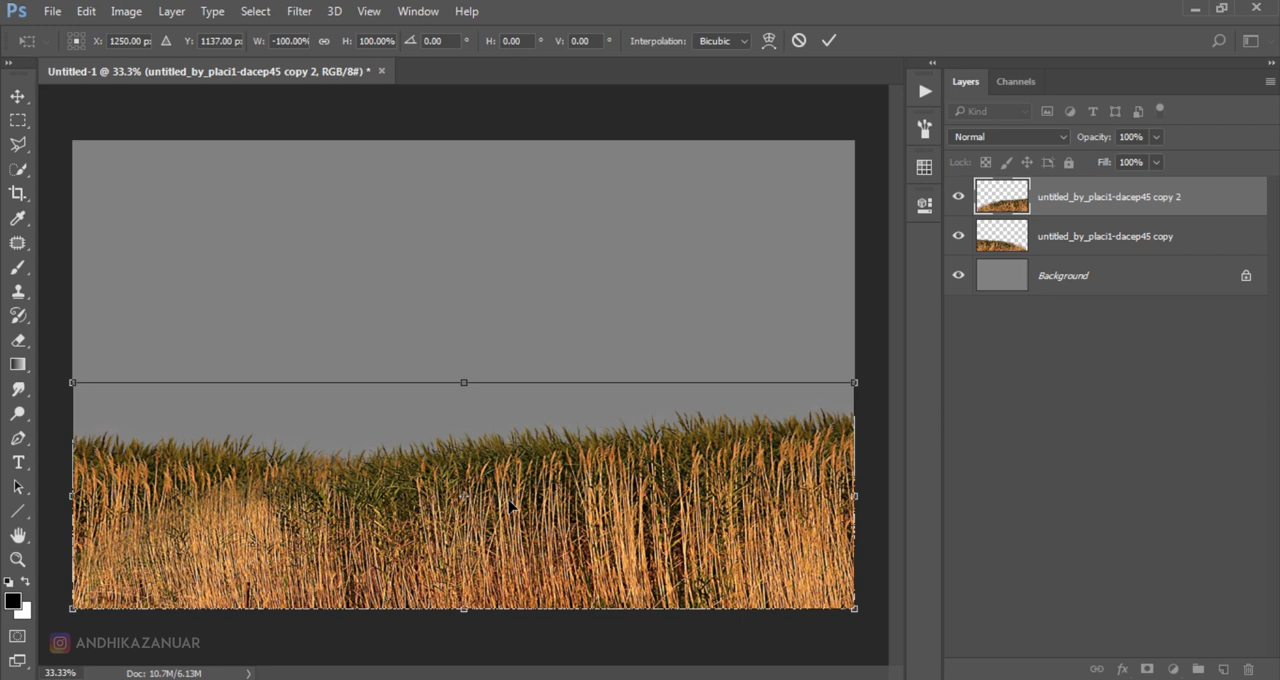 Ps File Edit Image Layer Type Select Filter 3D View Window Help
X: 1250.00 px Y: 1137.00 px W: -100.00% H: 100.00% 0.00 ° H: 0.00 ° V: 0.00 ° Interpolation: Bicubic
Untitled-1 @ 33.3% (untitled_by_placi1-dacep45 copy 2, RGB/8#) *
Layers Channels
Kind
Normal Opacity: 100%
Lock: Fill: 100%
untitled_by_placi1-dacep45 copy 2
untitled_by_placi1-dacep45 copy
Background
ANDHIKAZANUAR
33.33% Doc: 10.7M/6.13M